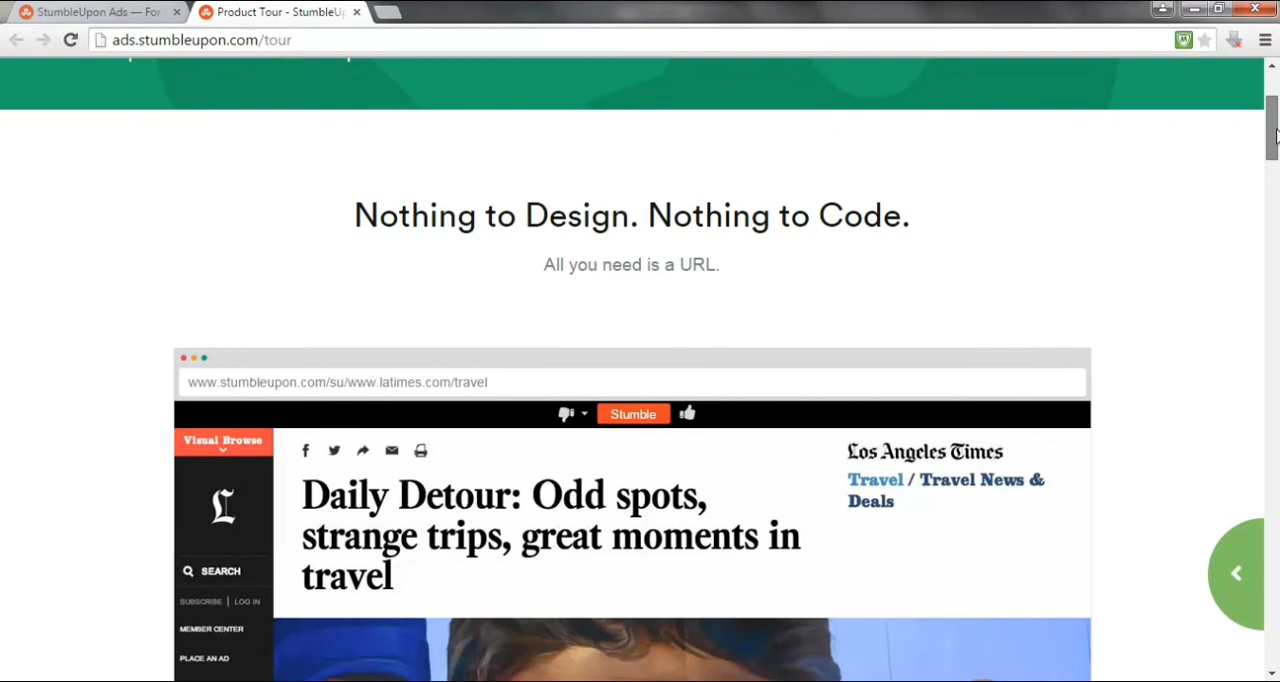 StumbleUpon Ads — For
Product Tour - StumbleUp
ads.stumbleupon.com/tour
Nothing to Design. Nothing to Code.
All you need is a URL.
www.stumbleupon.com/su/www.latimes.com/travel
Stumble
Visual Browse
L
SEARCH
SUBSCRIBE | LOG IN
MEMBER CENTER
PLACE AN AD
Daily Detour: Odd spots,
strange trips, great moments in
travel
Los Angeles Times
Travel / Travel News &
Deals